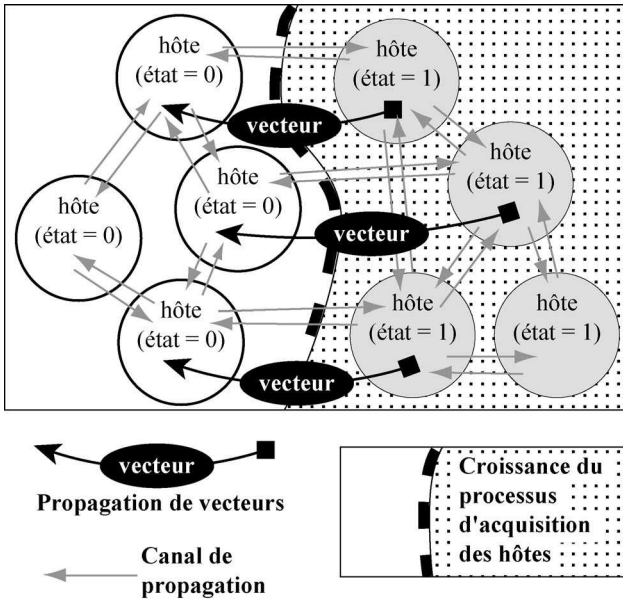 hôte
(état = 0)
hôte
(état = 1)
vecteur
hôte
(état = 1)
hôte
(état = 0)
hôte
(état = 0)
vecteur
hôte
(état = 0)
hôte
(état = 1)
hôte
(état = 1)
vecteur
vecteur
Propagation de vecteurs
Canal de
propagation
Croissance du
processus
d'acquisition
des hôtes